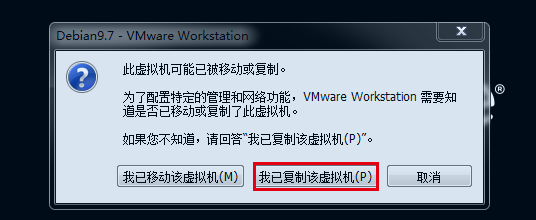 Debian9.7 - VMware Workstation
此虚拟机可能已被移动或复制。
为了配置特定的管理和网络功能，VMware Workstation 需要知
道是否已移动或复制了此虚拟机。
如果您不知道，请回答“我已复制该虚拟机(P)”。
我已移动该虚拟机(M)
我已复制该虚拟机(P)
取消
®